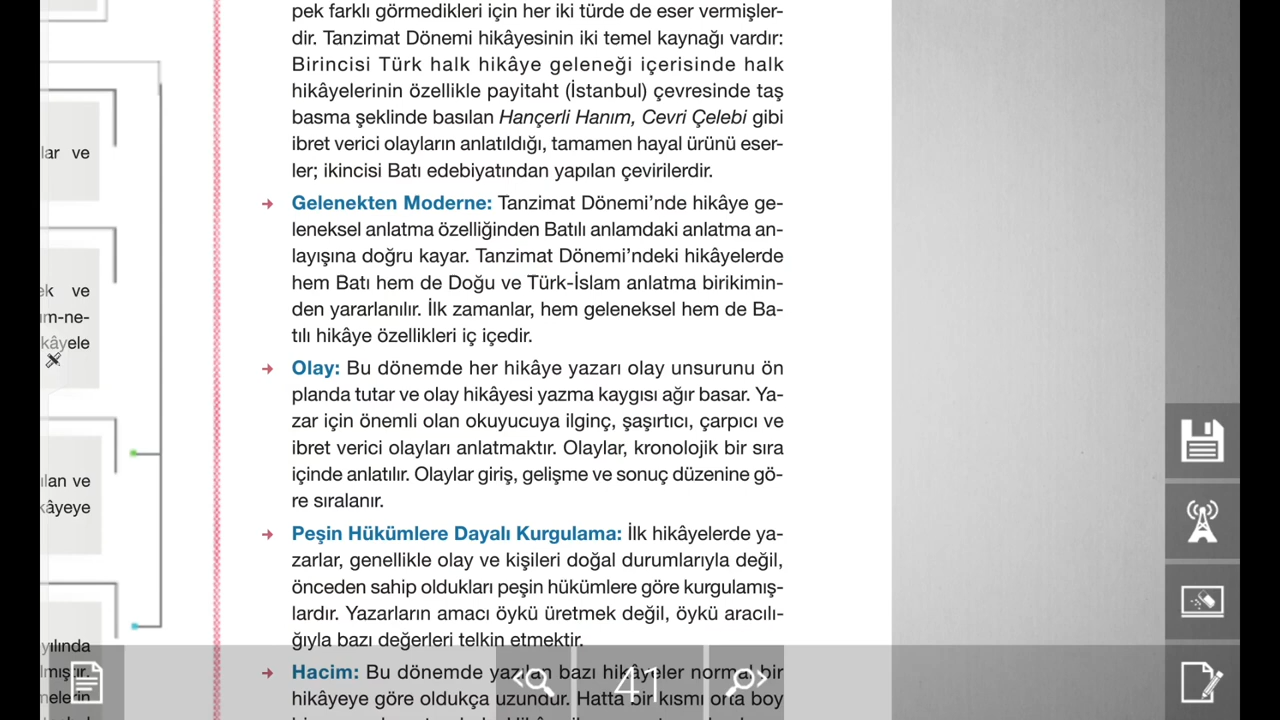 pek farklı görmedikleri için her iki türde de eser vermişler-
dir. Tanzimat Dönemi hikâyesinin iki temel kaynağı vardır:
Birincisi Türk halk hikâye geleneği içerisinde halk
hikâyelerinin özellikle payitaht (İstanbul) çevresinde taş
basma şeklinde basılan Hançerli Hanım, Cevri Çelebi gibi
ibret verici olayların anlatıldığı, tamamen hayal ürünü eser-
ler; ikincisi Batı edebiyatından yapılan çevirilerdir.
→ Gelenekten Moderne: Tanzimat Dönemi’nde hikâye ge-
leneksel anlatma özelliğinden Batılı anlamdaki anlatma an-
layışına doğru kayar. Tanzimat Dönemi’ndeki hikâyelerde
hem Batı hem de Doğu ve Türk-İslam anlatma birikimin-
den yararlanılır. İlk zamanlar, hem geleneksel hem de Ba-
tılı hikâye özellikleri iç içedir.
→ Olay: Bu dönemde her hikâye yazarı olay unsurunu ön
planda tutar ve olay hikâyesi yazma kaygısı ağır basar. Ya-
zar için önemli olan okuyucuya ilginç, şaşırtıcı, çarpıcı ve
ibret verici olayları anlatmaktır. Olaylar, kronolojik bir sıra
içinde anlatılır. Olaylar giriş, gelişme ve sonuç düzenine gö-
re sıralanır.
→ Peşin Hükümlere Dayalı Kurgulama: İlk hikâyelerde ya-
zarlar, genellikle olay ve kişileri doğal durumlarıyla değil,
önceden sahip oldukları peşin hükümlere göre kurgulamış-
lardır. Yazarların amacı öykü üretmek değil, öykü aracılı-
ğıyla bazı değerleri telkin etmektir.
→ Hacim: Bu dönemde yazılan bazı hikâyeler normal bir
hikâyeye göre oldukça uzundur. Hatta bir kısmı orta boy
lar ve
ek ve
ım-ne-
kâyele
ılan ve
kâyeye
yılında
lmıştır.
melerin
41